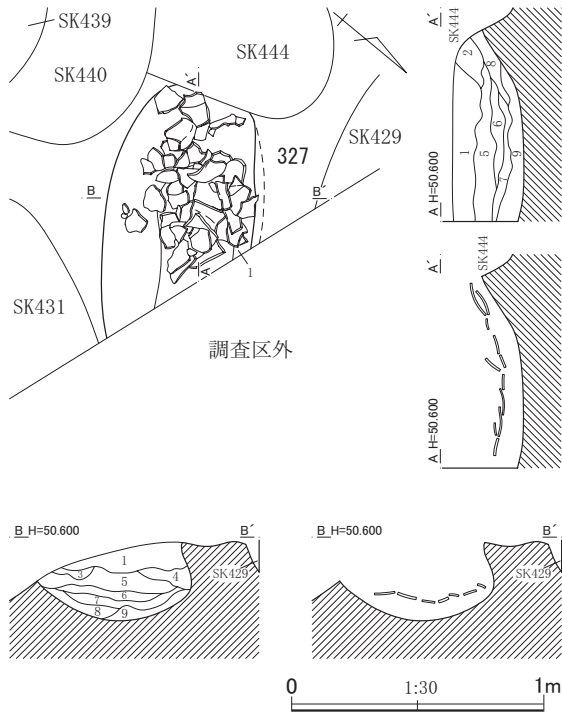 SK439
SK440
SK444
A´
327
SK429
B
B´
A
1
SK431
調査区外
A´
SK444
2
8
1
5
6
7
9
A H=50.600
A´
SK444
A H=50.600
B H=50.600
B´
1
3
5
4
6
7
8
9
SK429
B H=50.600
B´
SK429
0
1:30
1m